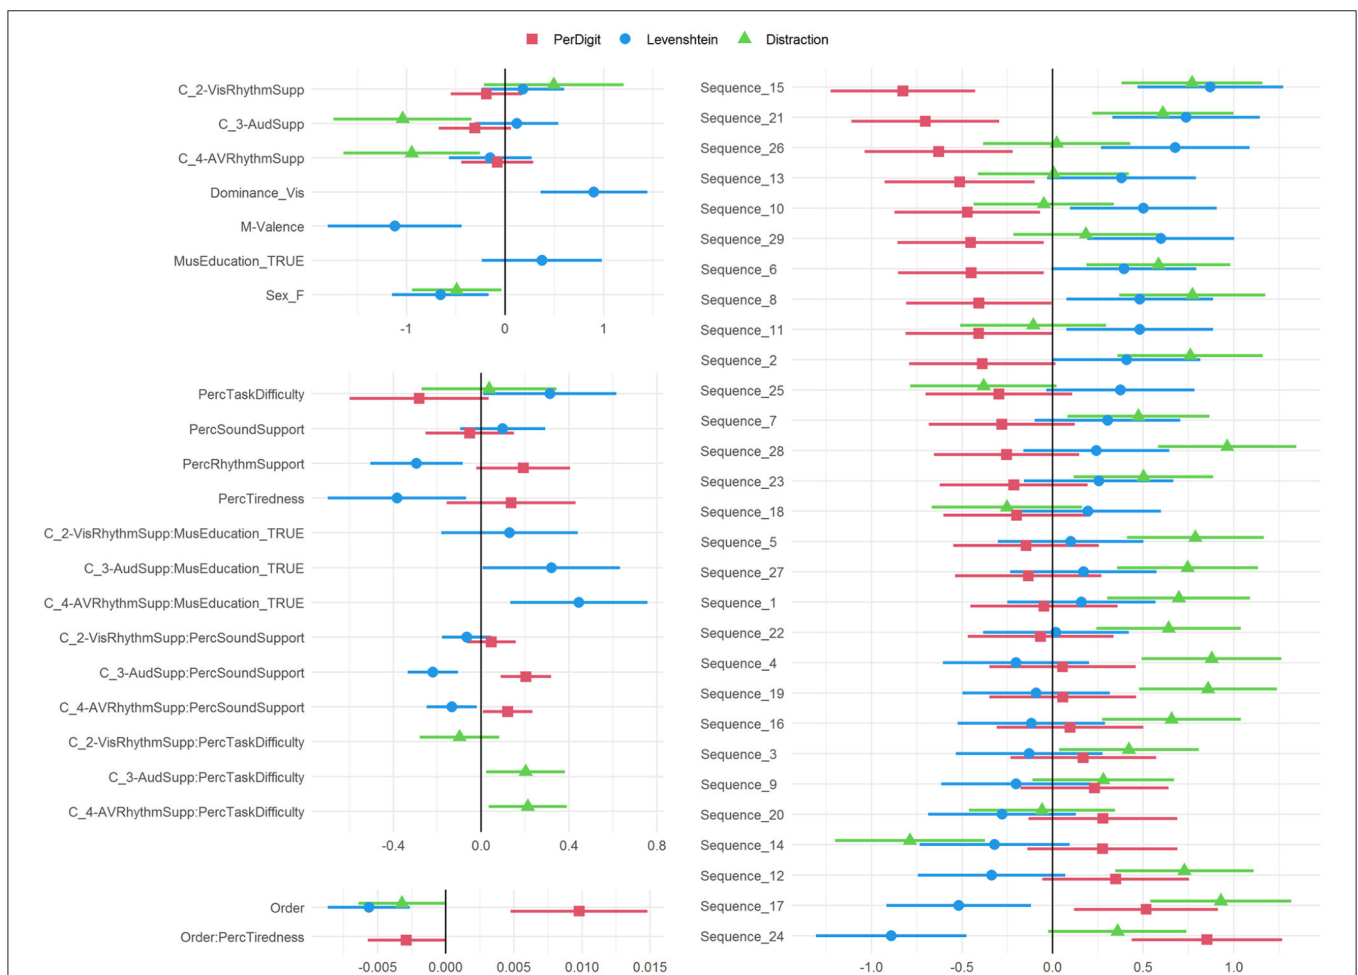 PerDigit Levenshtein Distraction
C_2-VisRhythmSupp
C_3-AudSupp
C_4-AVRhythmSupp
Dominance_Vis
M-Valence
MusEducation_TRUE
Sex_F
-1 0 1
PercTaskDifficulty
PercSoundSupport
PercRhythmSupport
PercTiredness
C_2-VisRhythmSupp:MusEducation_TRUE
C_3-AudSupp:MusEducation_TRUE
C_4-AVRhythmSupp:MusEducation_TRUE
C_2-VisRhythmSupp:PercSoundSupport
C_3-AudSupp:PercSoundSupport
C_4-AVRhythmSupp:PercSoundSupport
C_2-VisRhythmSupp:PercTaskDifficulty
C_3-AudSupp:PercTaskDifficulty
C_4-AVRhythmSupp:PercTaskDifficulty
-0.4 0.0 0.4 0.8
Order
Order:PercTiredness
-0.005 0.000 0.005 0.010 0.015
Sequence_15
Sequence_21
Sequence_26
Sequence_13
Sequence_10
Sequence_29
Sequence_6
Sequence_8
Sequence_11
Sequence_2
Sequence_25
Sequence_7
Sequence_28
Sequence_23
Sequence_18
Sequence_5
Sequence_27
Sequence_1
Sequence_22
Sequence_4
Sequence_19
Sequence_16
Sequence_3
Sequence_9
Sequence_20
Sequence_14
Sequence_12
Sequence_17
Sequence_24
-1.0 -0.5 0.0 0.5 1.0